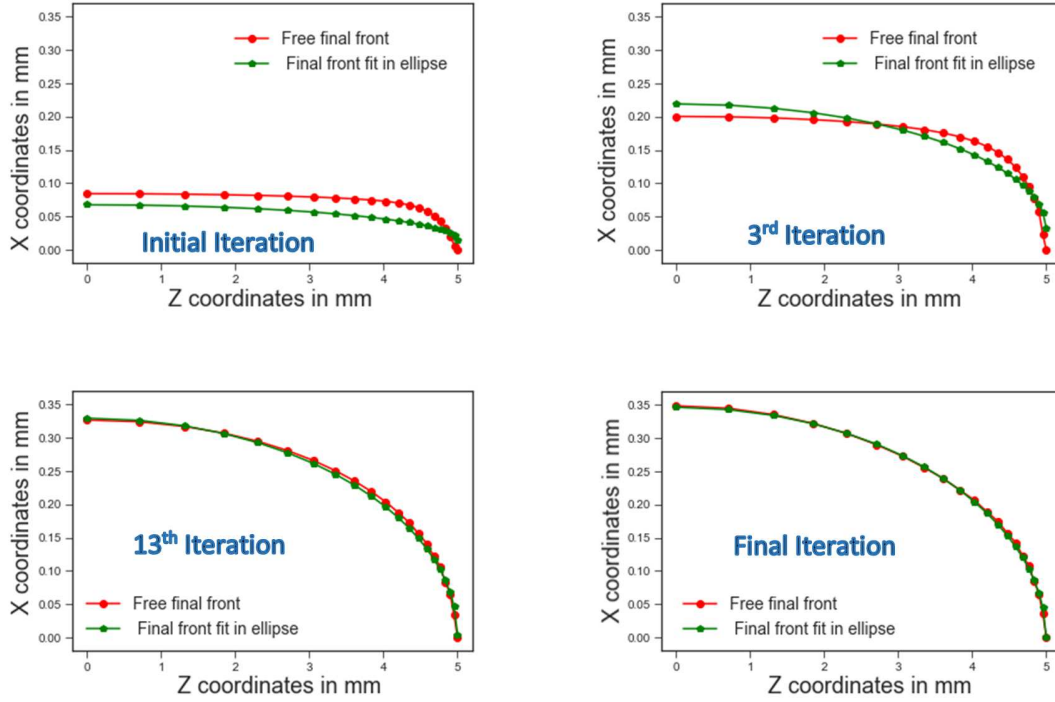 0.35
0.30
0.25
0.20
0.15
0.10
0.05
0.00
X coordinates in mm
Free final front
Final front fit in ellipse
Initial Iteration
0 1 2 3 4 5
Z coordinates in mm
0.35
0.30
0.25
0.20
0.15
0.10
0.05
0.00
X coordinates in mm
Free final front
Final front fit in ellipse
3rd Iteration
0 1 2 3 4 5
Z coordinates in mm
0.35
0.30
0.25
0.20
0.15
0.10
0.05
0.00
X coordinates in mm
13th Iteration
Free final front
Final front fit in ellipse
0 1 2 3 4 5
Z coordinates in mm
0.35
0.30
0.25
0.20
0.15
0.10
0.05
0.00
X coordinates in mm
Final Iteration
Free final front
Final front fit in ellipse
0 1 2 3 4 5
Z coordinates in mm